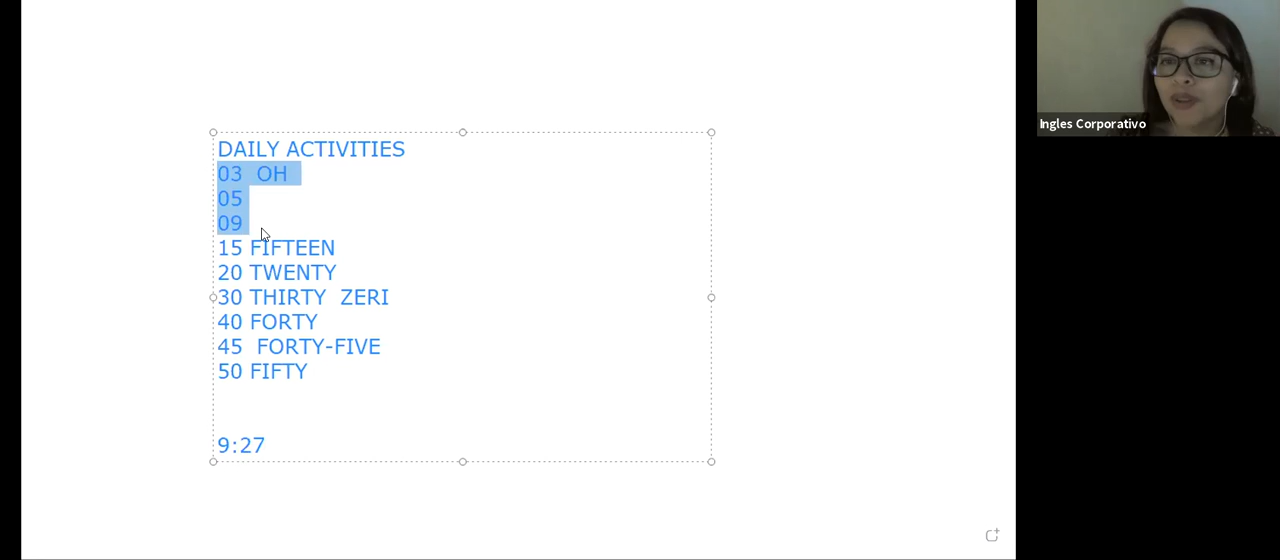 DAILY ACTIVITIES
03 OH
05
09
15 FIFTEEN
20 TWENTY
30 THIRTY ZERI
40 FORTY
45 FORTY-FIVE
50 FIFTY
9:27
Ingles Corporativo